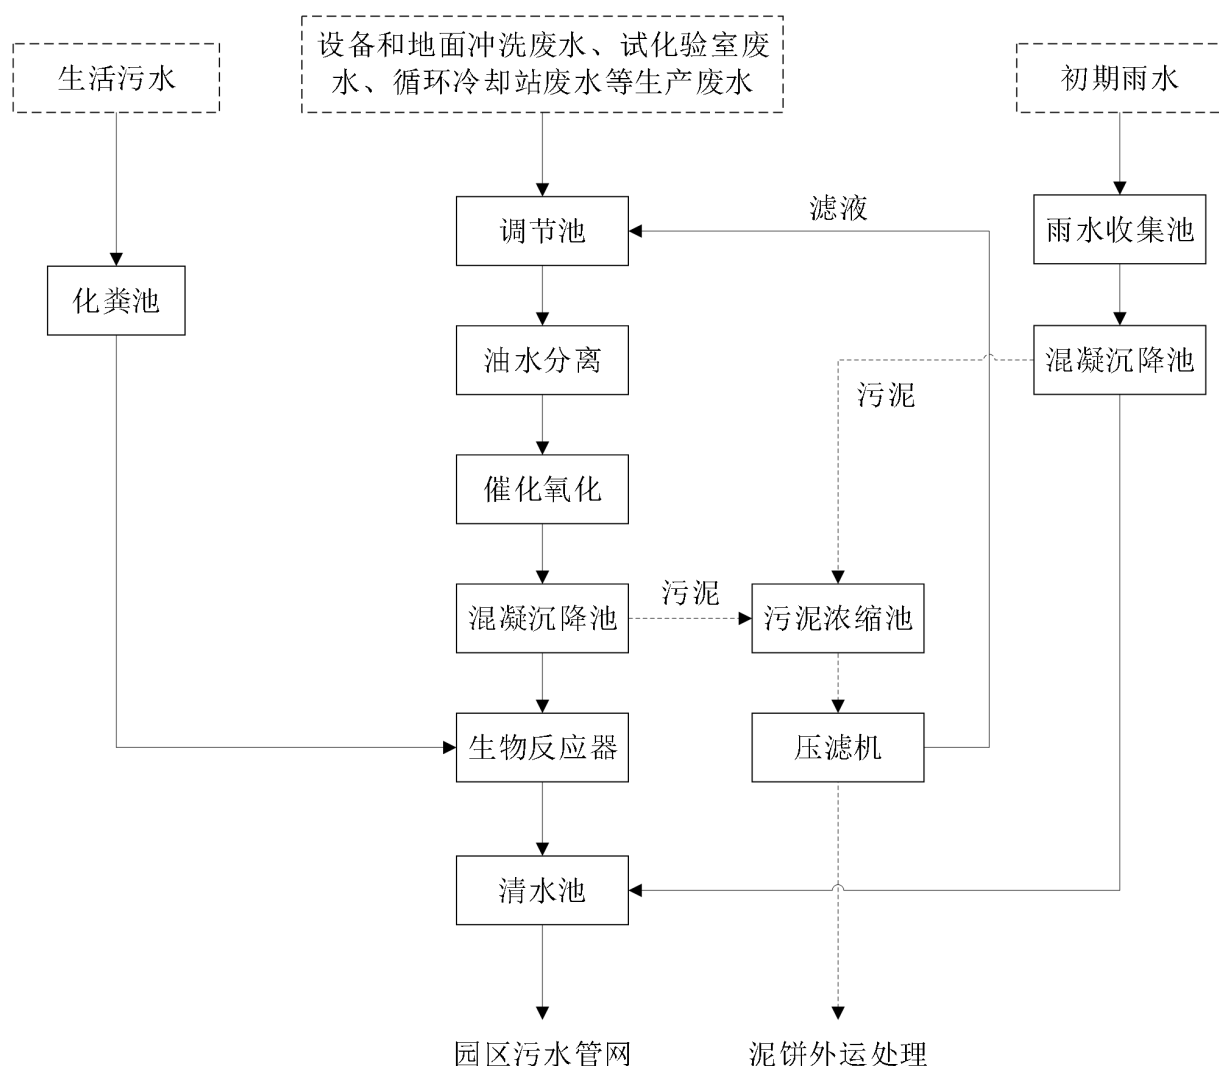 生活污水
设备和地面冲洗废水、试化验室废
水、循环冷却站废水等生产废水
初期雨水
调节池
滤液
雨水收集池
化粪池
油水分离
混凝沉降池
污泥
催化氧化
混凝沉降池
污泥
污泥浓缩池
生物反应器
压滤机
清水池
园区污水管网
泥饼外运处理